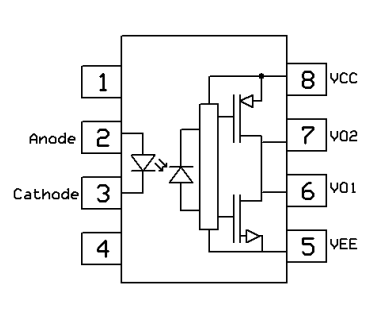 1
8 VCC
Anode 2
7 VO2
Cathode 3
6 VO1
4
5 VEE